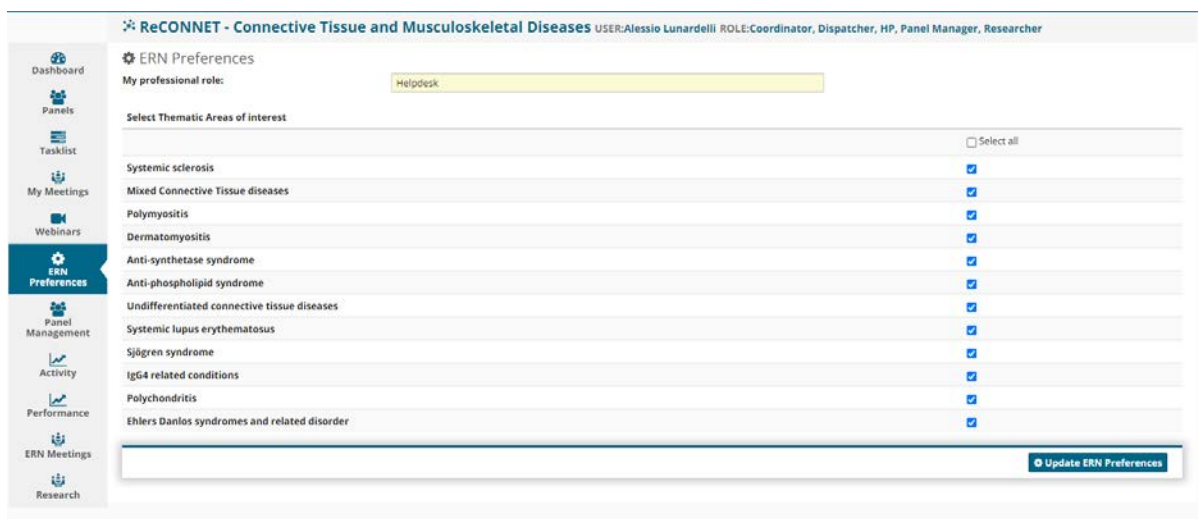 ReCONNET - Connective Tissue and Musculoskeletal Diseases USER:Alessio Lunardelli ROLE:Coordinator, Dispatcher, HP, Panel Manager, Researcher
Dashboard
Panels
Tasklist
My Meetings
Webinars
ERN
Preferences
Panel
Management
Activity
Performance
ERN Meetings
Research
ERN Preferences
My professional role:
Helpdesk
Select Thematic Areas of interest
Select all
Systemic sclerosis
Mixed Connective Tissue diseases
Polymyositis
Dermatomyositis
Anti-synthetase syndrome
Anti-phospholipid syndrome
Undifferentiated connective tissue diseases
Systemic lupus erythematosus
Sjögren syndrome
IgG4 related conditions
Polychondritis
Ehlers Danlos syndromes and related disorder
Update ERN Preferences